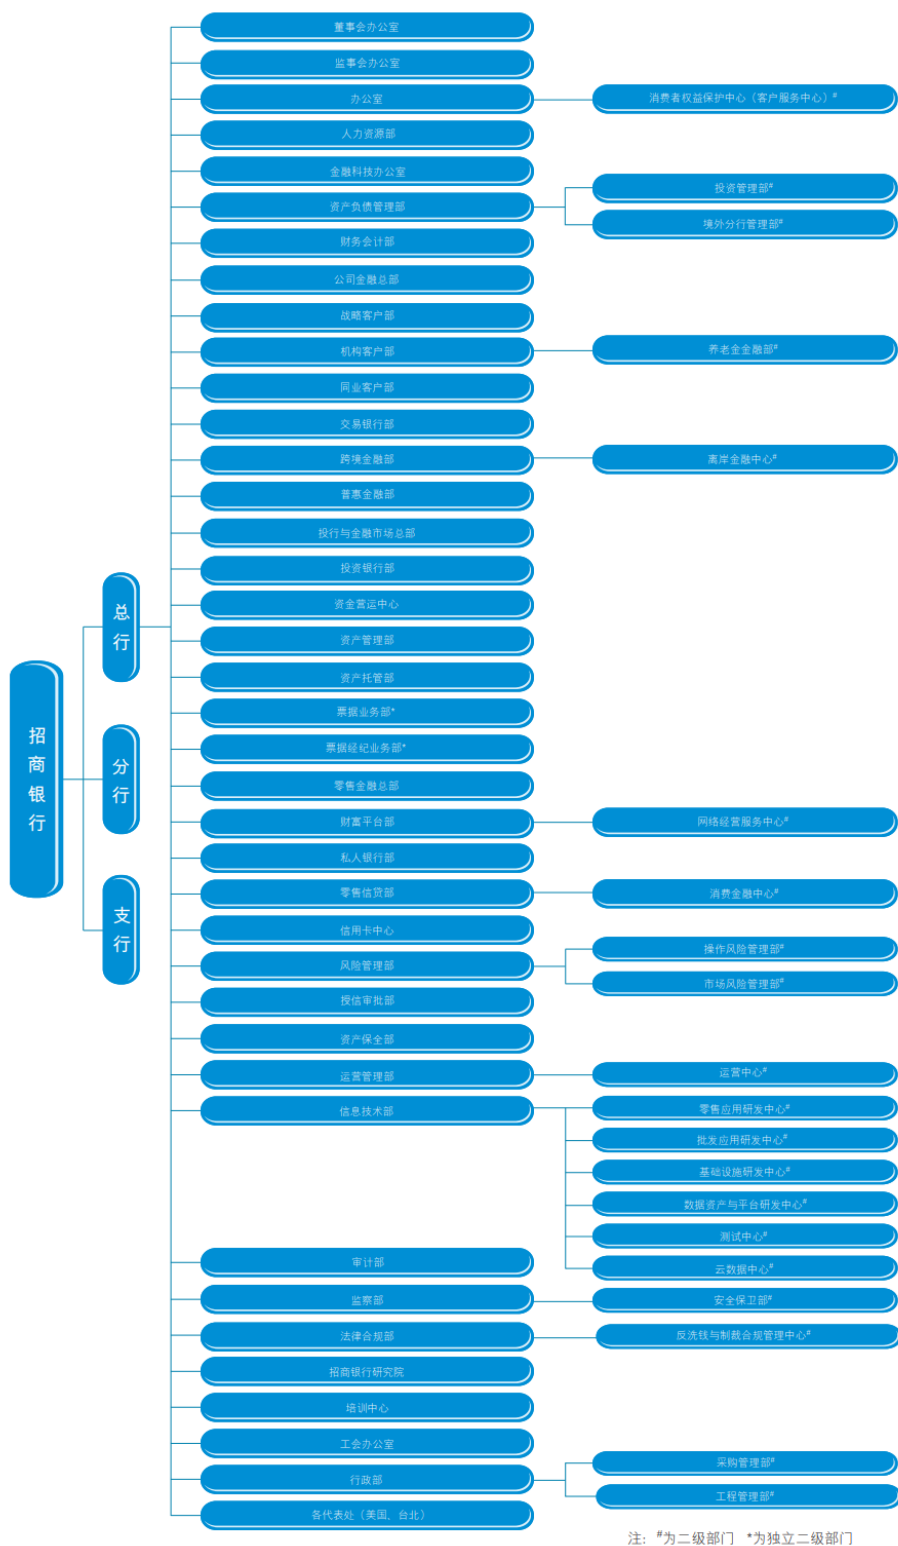 招商银行
总行
分行
支行
董事会办公室
监事会办公室
办公室
消费者权益保护中心（客户服务中心）#
人力资源部
金融科技办公室
资产负债管理部
投资管理部#
境外分行管理部#
财务会计部
公司金融总部
战略客户部
机构客户部
养老金金融部#
同业客户部
交易银行部
跨境金融部
离岸金融中心#
普惠金融部
投行与金融市场总部
投资银行部
资金营运中心
资产管理部
资产托管部
票据业务部*
票据经纪业务部*
零售金融总部
财富平台部
网络经营服务中心#
私人银行部
零售信贷部
消费金融中心#
信用卡中心
风险管理部
操作风险管理部#
市场风险管理部#
授信审批部
资产保全部
运营管理部
运营中心#
信息技术部
零售应用研发中心#
批发应用研发中心#
基础设施研发中心#
数据资产与平台研发中心#
测试中心#
云数据中心#
审计部
监察部
安全保卫部#
法律合规部
反洗钱与制裁合规管理中心#
招商银行研究院
培训中心
工会办公室
行政部
采购管理部#
工程管理部#
各代表处（美国、台北）
注: #为二级部门 *为独立二级部门